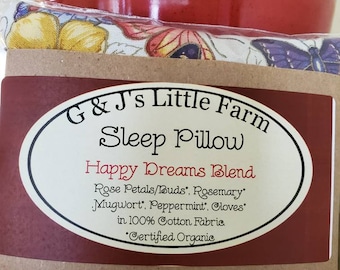 G & J's Little Farm
Sleep Pillow
Happy Dreams Blend
Rose Petals/Buds*, Rosemary*
Mugwort*, Peppermint*, Cloves*
in 100% Cotton Fabric
*Certified Organic